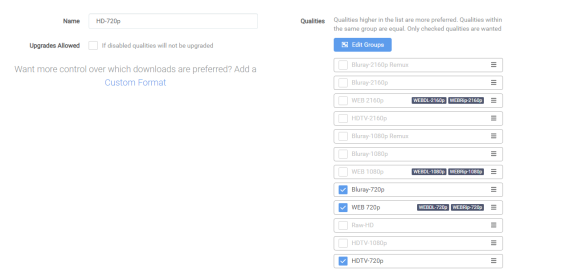 Name HD-720p
Upgrades Allowed If disabled qualities will not be upgraded
Want more control over which downloads are preferred? Add a
Custom Format
Qualities Qualities higher in the list are more preferred. Qualities within
the same group are equal. Only checked qualities are wanted
Edit Groups
Bluray-2160p Remux
Bluray-2160p
WEB 2160p WEBDL-2160p WEBRip-2160p
HDTV-2160p
Bluray-1080p Remux
Bluray-1080p
WEB 1080p WEBDL-1080p WEBRip-1080p
Bluray-720p
WEB 720p WEBDL-720p WEBRip-720p
Raw-HD
HDTV-1080p
HDTV-720p